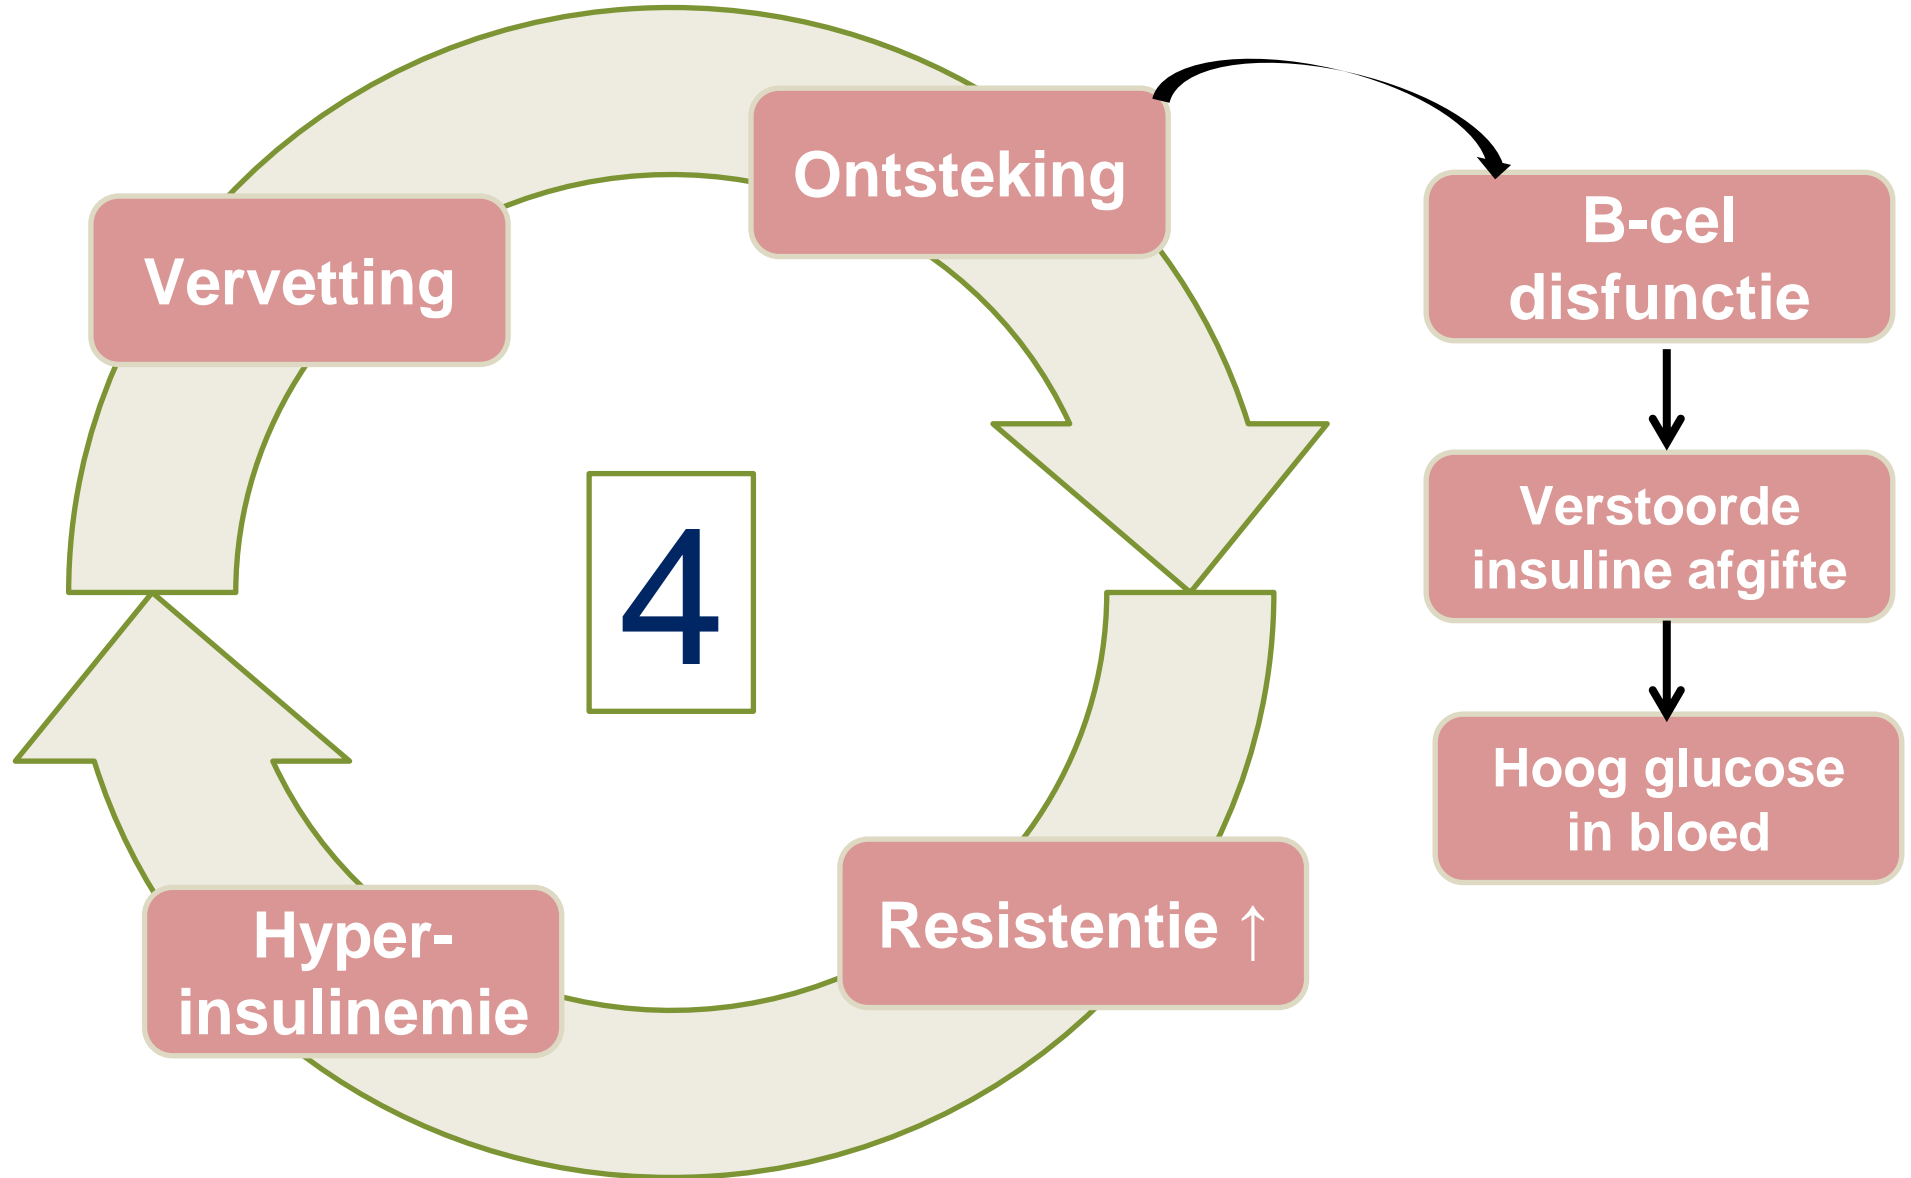 Ontsteking
Vervetting
B-cel
disfunctie
4
Verstoorde
insuline afgifte
Hoog glucose
in bloed
Resistentie ↑
Hyper-
insulinemie